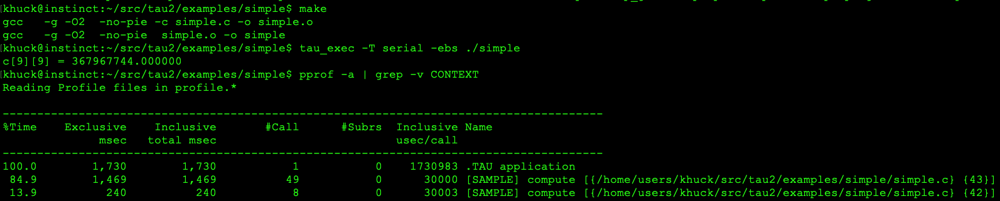 khuck@instinct:~/src/tau2/examples/simple$ make
gcc   -g -O2  -no-pie -c simple.c -o simple.o
gcc   -g -O2  -no-pie  simple.o -o simple
khuck@instinct:~/src/tau2/examples/simple$ tau_exec -T serial -ebs ./simple
c[9][9] = 367967744.000000
khuck@instinct:~/src/tau2/examples/simple$ pprof -a | grep -v CONTEXT
Reading Profile files in profile.*
---------------------------------------------------------------------------------------
%Time    Exclusive    Inclusive       #Call      #Subrs  Inclusive Name
              msec   total msec                          usec/call
---------------------------------------------------------------------------------------
100.0        1,730        1,730           1           0    1730983 .TAU application
 84.9        1,469        1,469          49           0      30000 [SAMPLE] compute [{/home/users/khuck/src/tau2/examples/simple/simple.c} {43}]
 13.9          240          240           8           0      30003 [SAMPLE] compute [{/home/users/khuck/src/tau2/examples/simple/simple.c} {42}]